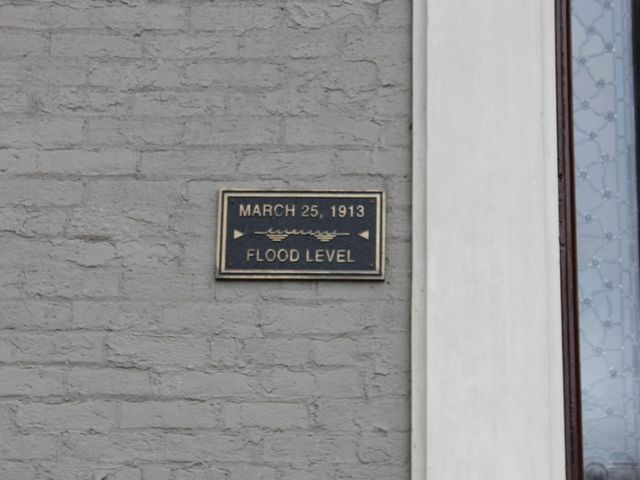 MARCH 25, 1913
FLOOD LEVEL